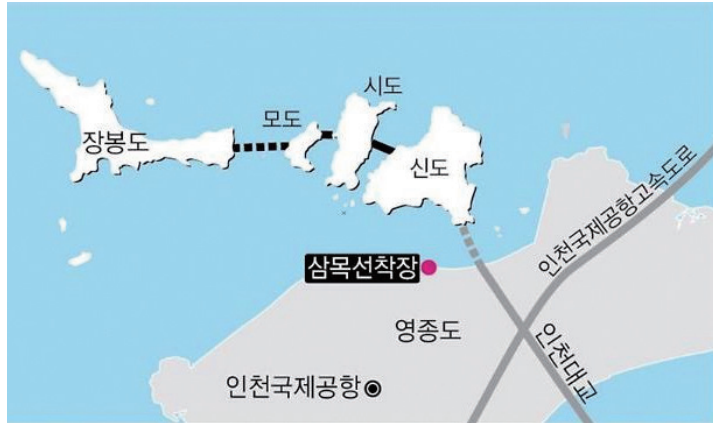 시도
모도
장봉도
신도
인천국제공항고속도로
삼목선착장
영종도
인천대교
인천국제공항